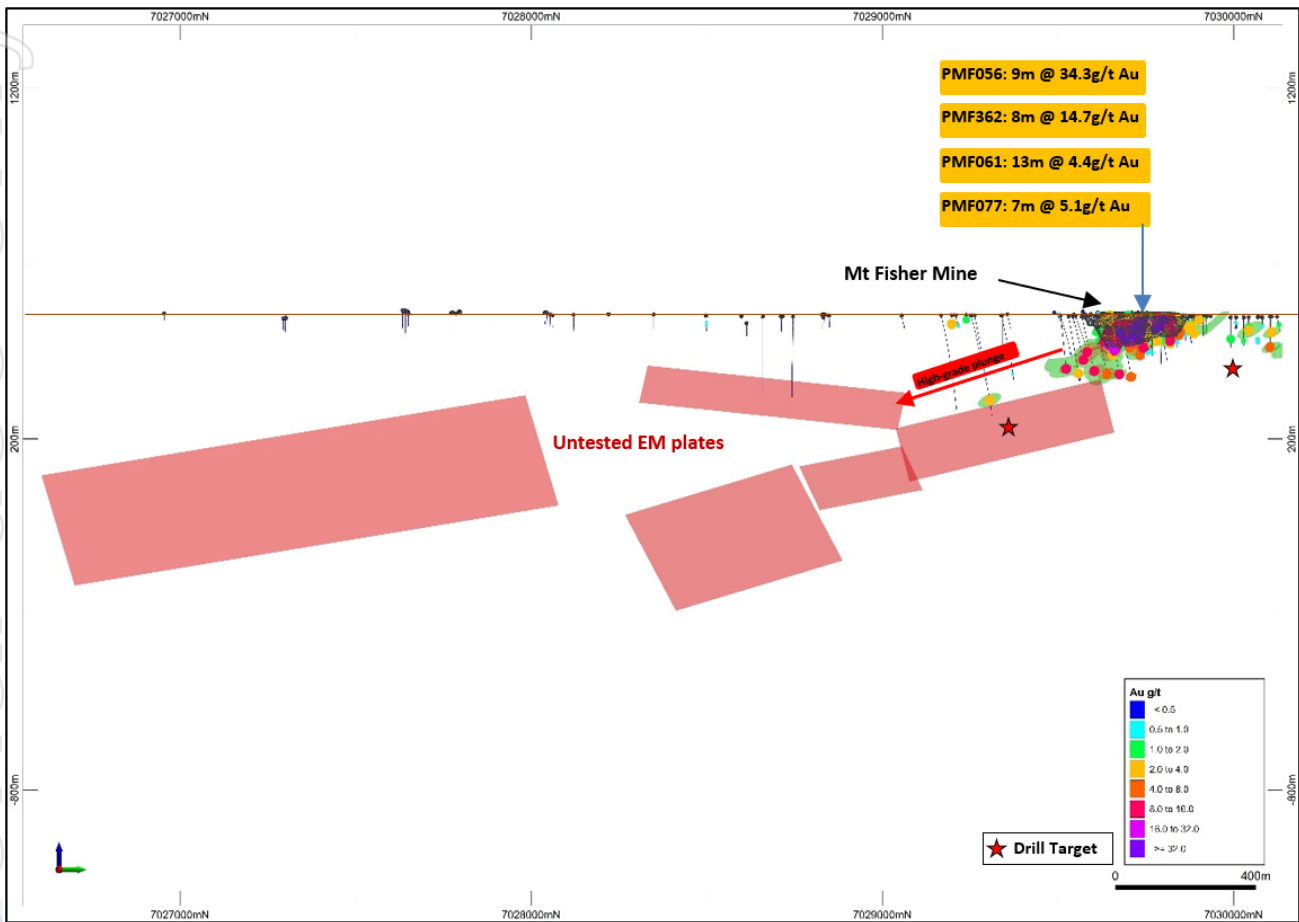 7027000mN 7028000mN 7029000mN 7030000mN
1200m
PMF056: 9m @ 34.3g/t Au
1200m
PMF362: 8m @ 14.7g/t Au
PMF061: 13m @ 4.4g/t Au
PMF077: 7m @ 5.1g/t Au
Mt Fisher Mine
High-grade plunge
200m
Untested EM plates
200m
Au g/t
< 0.5
0.5 to 1.0
1.0 to 2.0
2.0 to 4.0
4.0 to 8.0
8.0 to 16.0
16.0 to 32.0
>= 32.0
-800m
-800m
Drill Target
0 400m
7027000mN 7028000mN 7029000mN 7030000mN